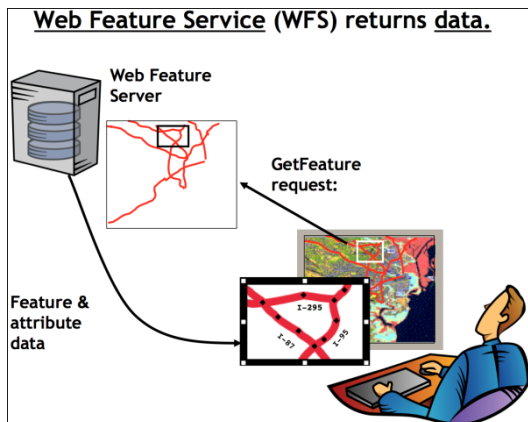 Web Feature Service (WFS) returns data.
Web Feature
Server
GetFeature
request:
Feature &
attribute
data
I-295
I-87
I-95